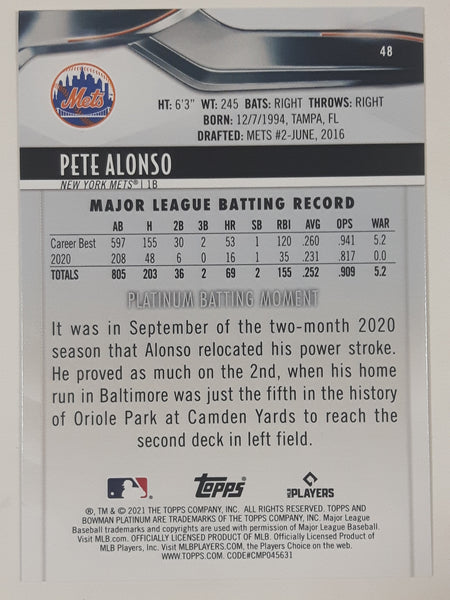 48
Mets
HT: 6'3" WT: 245 BATS: RIGHT THROWS: RIGHT
BORN: 12/7/1994, TAMPA, FL
DRAFTED: METS #2-JUNE, 2016
PETE ALONSO
NEW YORK METS® | 1B
MAJOR LEAGUE BATTING RECORD
AB H 2B 3B HR SB RBI AVG OPS WAR
Career Best 597 155 30 2 53 1 120 .260 .941 5.2
2020 208 48 6 0 16 1 35 .231 .817 0.0
TOTALS 805 203 36 2 69 2 155 .252 .909 5.2
PLATINUM BATTING MOMENT
It was in September of the two-month 2020
season that Alonso relocated his power stroke.
He proved as much on the 2nd, when his home
run in Baltimore was just the fifth in the history
of Oriole Park at Camden Yards to reach the
second deck in left field.
topps
MLB PLAYERS
®, TM & © 2021 THE TOPPS COMPANY, INC. ALL RIGHTS RESERVED. TOPPS AND
BOWMAN PLATINUM ARE TRADEMARKS OF THE TOPPS COMPANY, INC. Major League
Baseball trademarks and copyrights are used with permission of Major League Baseball.
Visit MLB.com. OFFICIALLY LICENSED PRODUCT OF MLB. Officially Licensed Product of
MLB Players, Inc. Visit MLBPLAYERS.com, the Players Choice on the web.
WWW.TOPPS.COM. CODE#CMP045631